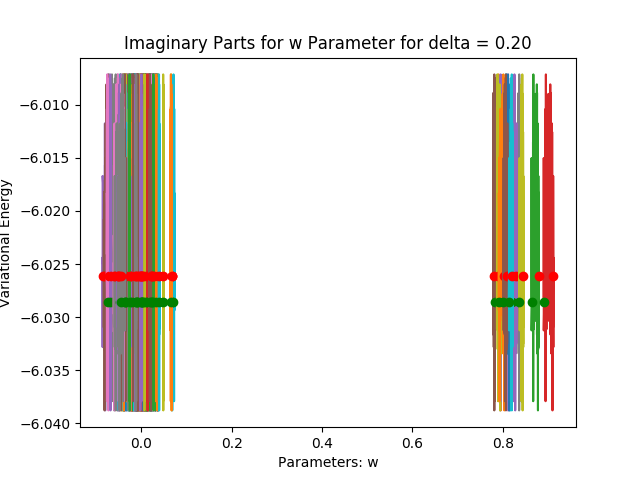 Imaginary Parts for w Parameter for delta = 0.20
−6.010
−6.015
−6.020
−6.025
−6.030
−6.035
−6.040
Variational Energy
0.0 0.2 0.4 0.6 0.8
Parameters: w